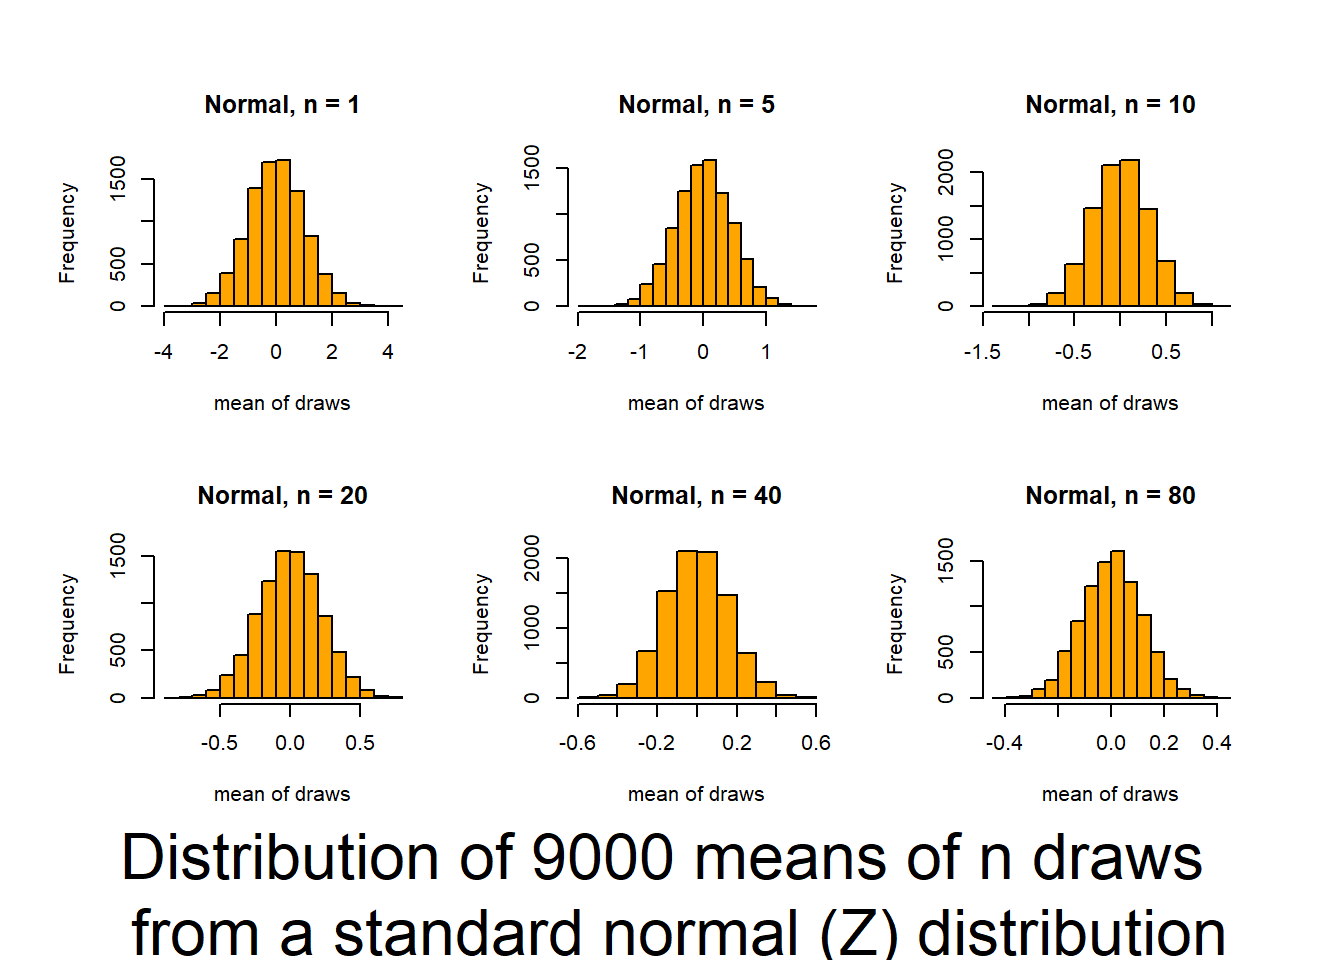 Normal, n = 1
Frequency
0 500 1500
-4 -2 0 2 4
mean of draws
Normal, n = 5
Frequency
0 500 1500
-2 -1 0 1
mean of draws
Normal, n = 10
Frequency
0 1000 2000
-1.5 -0.5 0.5
mean of draws
Normal, n = 20
Frequency
0 500 1500
-0.5 0.0 0.5
mean of draws
Normal, n = 40
Frequency
0 1000 2000
-0.6 -0.2 0.2 0.6
mean of draws
Normal, n = 80
Frequency
0 500 1500
-0.4 0.0 0.2 0.4
mean of draws
Distribution of 9000 means of n draws
from a standard normal (Z) distribution